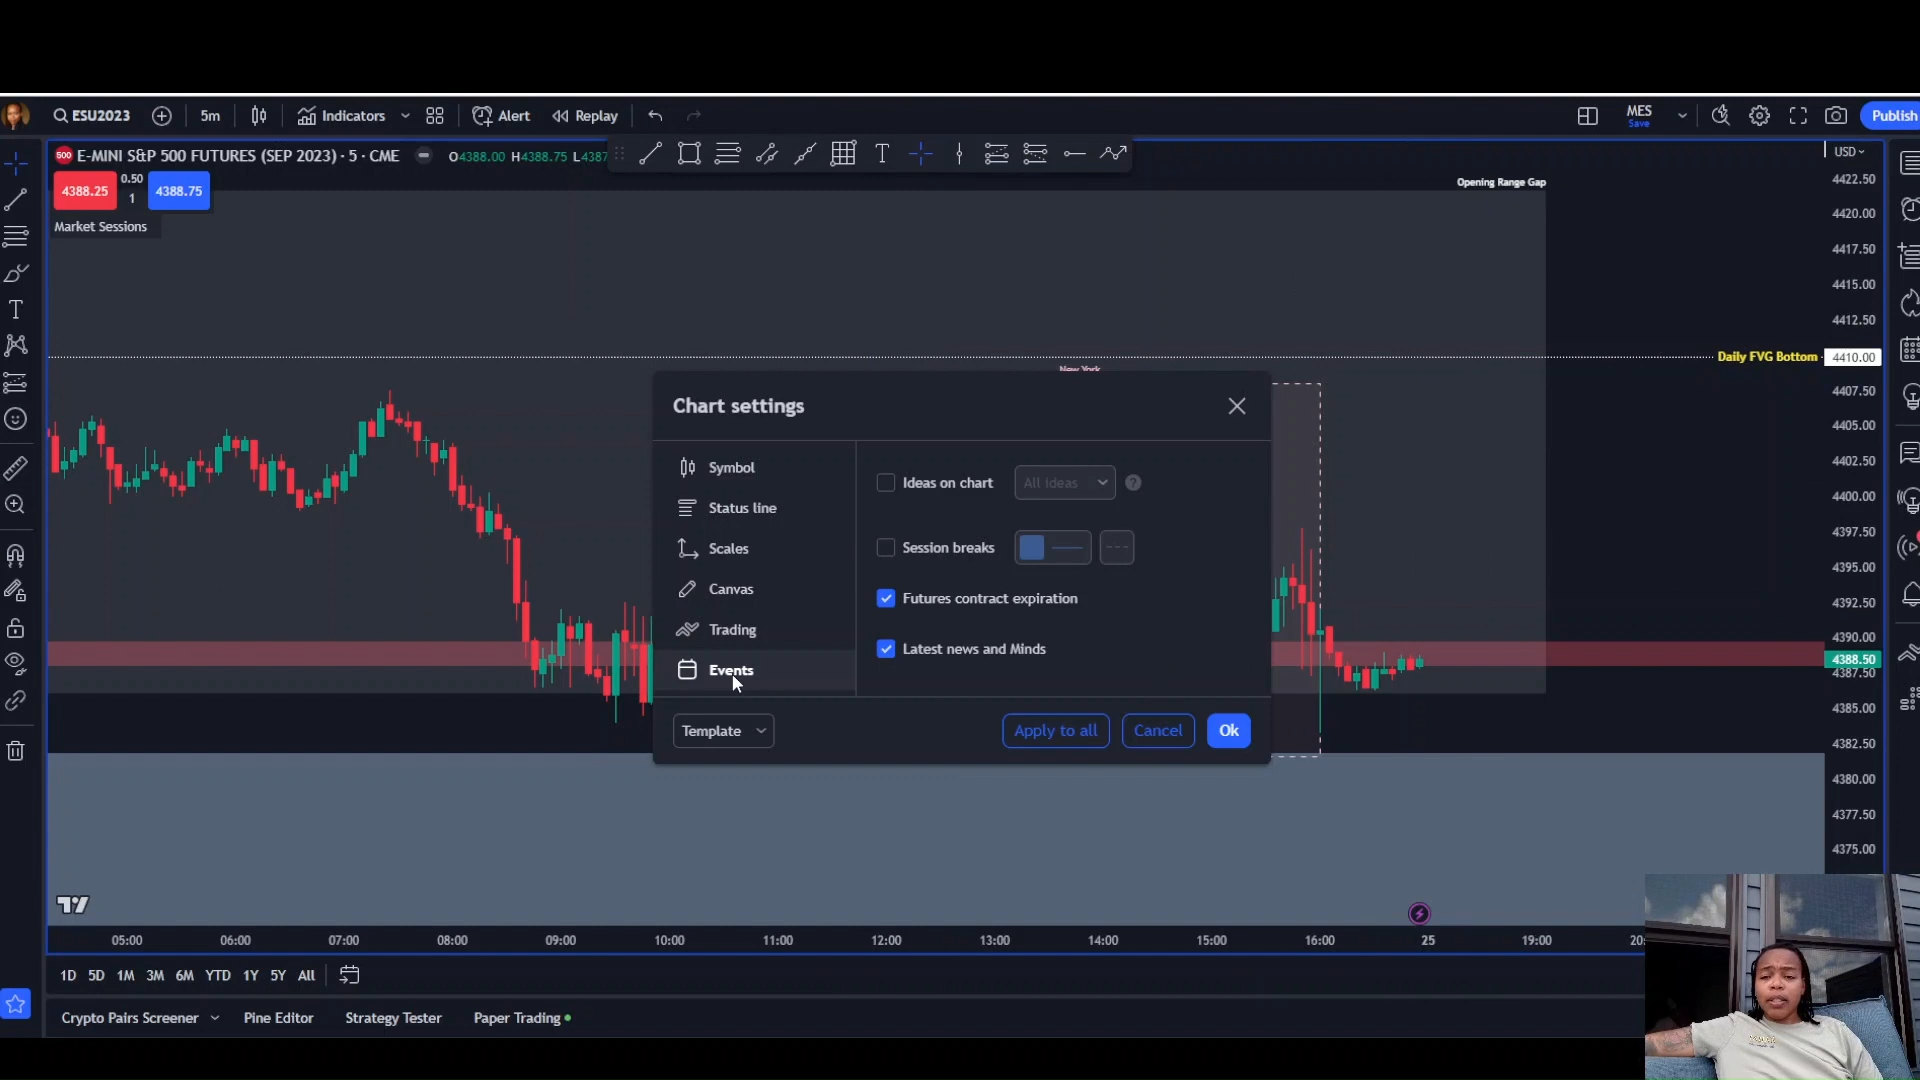 ESU2023
5m
Indicators
Alert
Replay
MES
Save
Publish
500 E-MINI S&P 500 FUTURES (SEP 2023) · 5 · CME
O4388.00 H4388.75 L4387
USD
4388.25
0.50
1
4388.75
Market Sessions
Opening Range Gap
4422.50
4420.00
4417.50
4415.00
4412.50
Daily FVG Bottom
4410.00
New York
4407.50
4405.00
4402.50
4400.00
4397.50
4395.00
4392.50
4390.00
4388.50
4387.50
4385.00
4382.50
4380.00
4377.50
4375.00
Chart settings
Symbol
Status line
Scales
Canvas
Trading
Events
Ideas on chart
All ideas
Session breaks
Futures contract expiration
Latest news and Minds
Template
Apply to all
Cancel
Ok
05:00 06:00 07:00 08:00 09:00 10:00 11:00 12:00 13:00 14:00 15:00 16:00 25 19:00 20:
1D 5D 1M 3M 6M YTD 1Y 5Y All
Crypto Pairs Screener
Pine Editor
Strategy Tester
Paper Trading